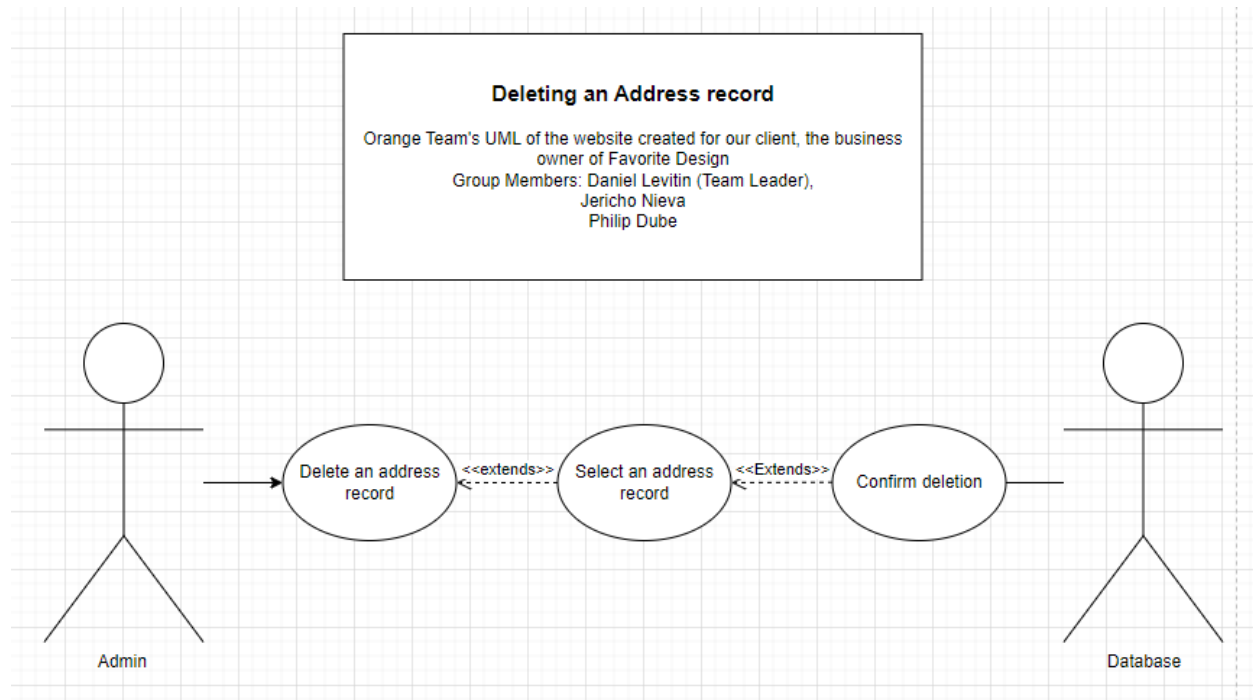 Deleting an Address record
Orange Team's UML of the website created for our client, the business
owner of Favorite Design
Group Members: Daniel Levitin (Team Leader),
Jericho Nieva
Philip Dube
Delete an address
record
<<extends>>
Select an address
record
<<Extends>>
Confirm deletion
Admin
Database